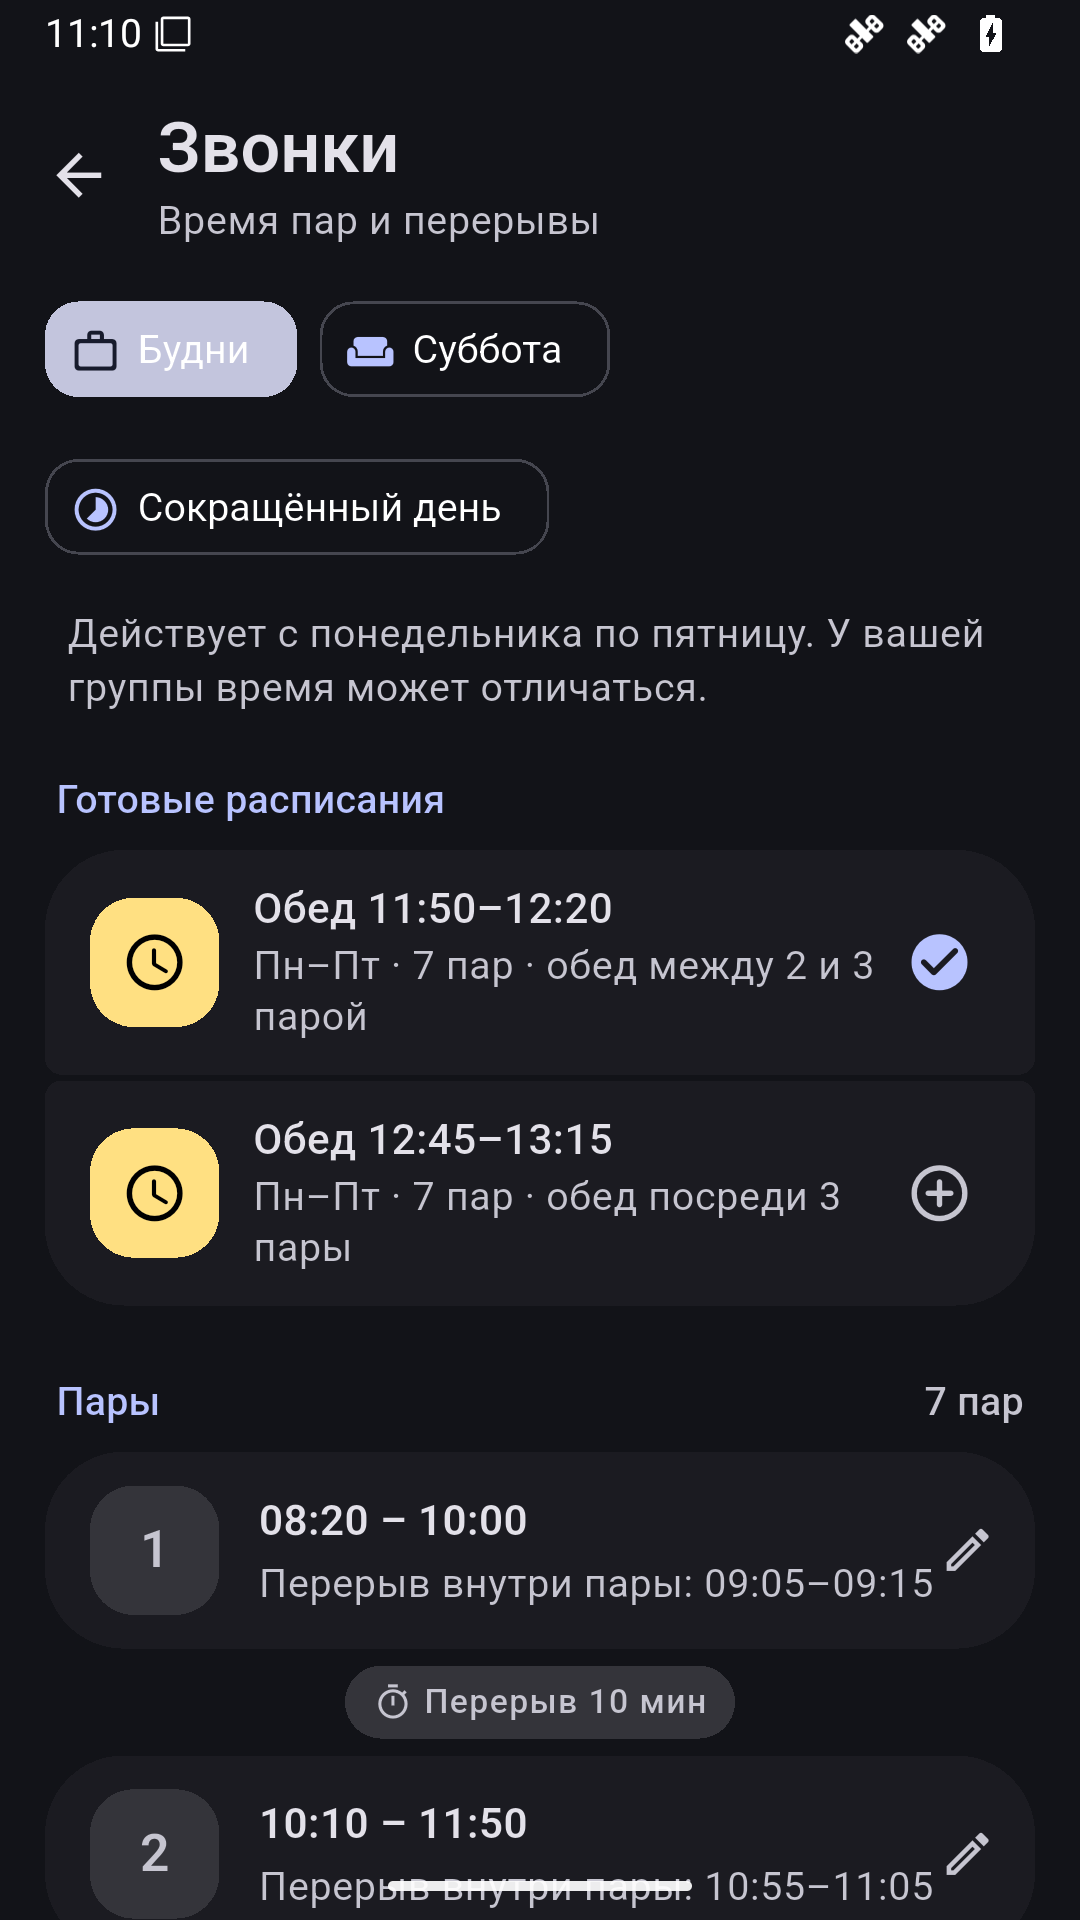 11:10
Звонки
Время пар и перерывы
Будни
Суббота
Сокращённый день
Действует с понедельника по пятницу. У вашей
группы время может отличаться.
Готовые расписания
Обед 11:50–12:20
Пн–Пт · 7 пар · обед между 2 и 3
парой
Обед 12:45–13:15
Пн–Пт · 7 пар · обед посреди 3
пары
Пары
7 пар
1
08:20 – 10:00
Перерыв внутри пары: 09:05–09:15
Перерыв 10 мин
2
10:10 – 11:50
Перерыв внутри пары: 10:55–11:05